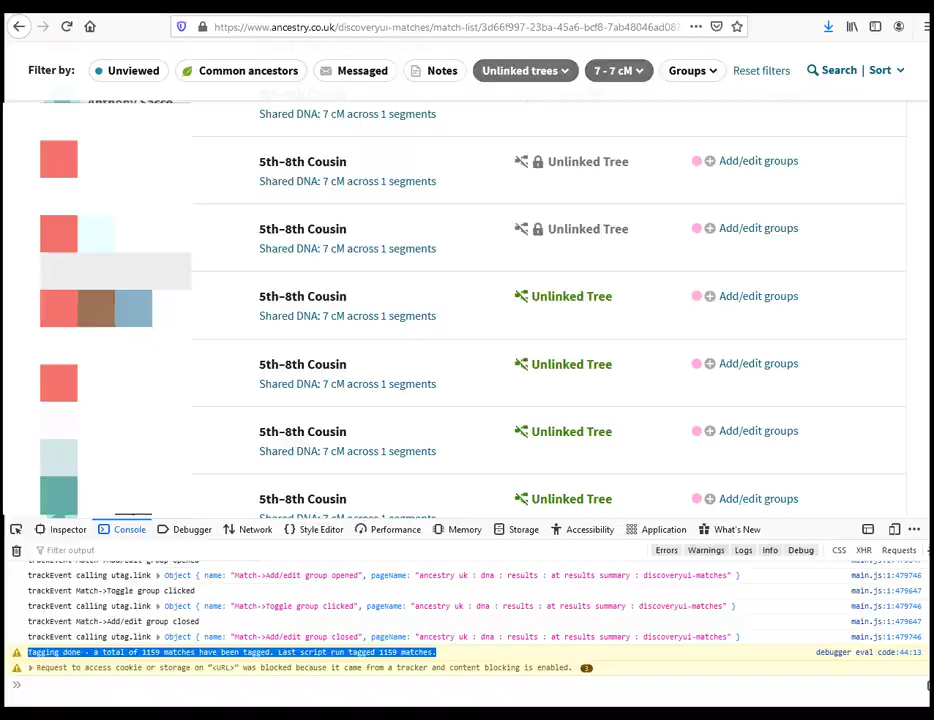 https://www.ancestry.co.uk/discoveryui-matches/match-list/3d66f997-23ba-45a6-bcf8-7ab48046ad08
Filter by: Unviewed Common ancestors Messaged Notes Unlinked trees 7 - 7 cM Groups Reset filters Search | Sort
Anthony Sacco
Shared DNA: 7 cM across 1 segments
5th–8th Cousin Unlinked Tree Add/edit groups
Shared DNA: 7 cM across 1 segments
5th–8th Cousin Unlinked Tree Add/edit groups
Shared DNA: 7 cM across 1 segments
5th–8th Cousin Unlinked Tree Add/edit groups
Shared DNA: 7 cM across 1 segments
5th–8th Cousin Unlinked Tree Add/edit groups
Shared DNA: 7 cM across 1 segments
5th–8th Cousin Unlinked Tree Add/edit groups
Shared DNA: 7 cM across 1 segments
5th–8th Cousin Unlinked Tree Add/edit groups
Inspector Console Debugger Network Style Editor Performance Memory Storage Accessibility Application What's New
Filter output Errors Warnings Logs Info Debug CSS XHR Requests
trackEvent Match->Add/edit group opened main.js:1:479647
trackEvent calling utag.link Object { name: "Match->Add/edit group opened", pageName: "ancestry uk : dna : results : at results summary : discoveryui-matches" } main.js:1:479746
trackEvent Match->Toggle group clicked main.js:1:479647
trackEvent calling utag.link Object { name: "Match->Toggle group clicked", pageName: "ancestry uk : dna : results : at results summary : discoveryui-matches" } main.js:1:479746
trackEvent Match->Add/edit group closed main.js:1:479647
trackEvent calling utag.link Object { name: "Match->Add/edit group closed", pageName: "ancestry uk : dna : results : at results summary : discoveryui-matches" } main.js:1:479746
Tagging done - a total of 1159 matches have been tagged. Last script run tagged 1159 matches. debugger eval code:44:13
Request to access cookie or storage on “<URL>” was blocked because it came from a tracker and content blocking is enabled. 3